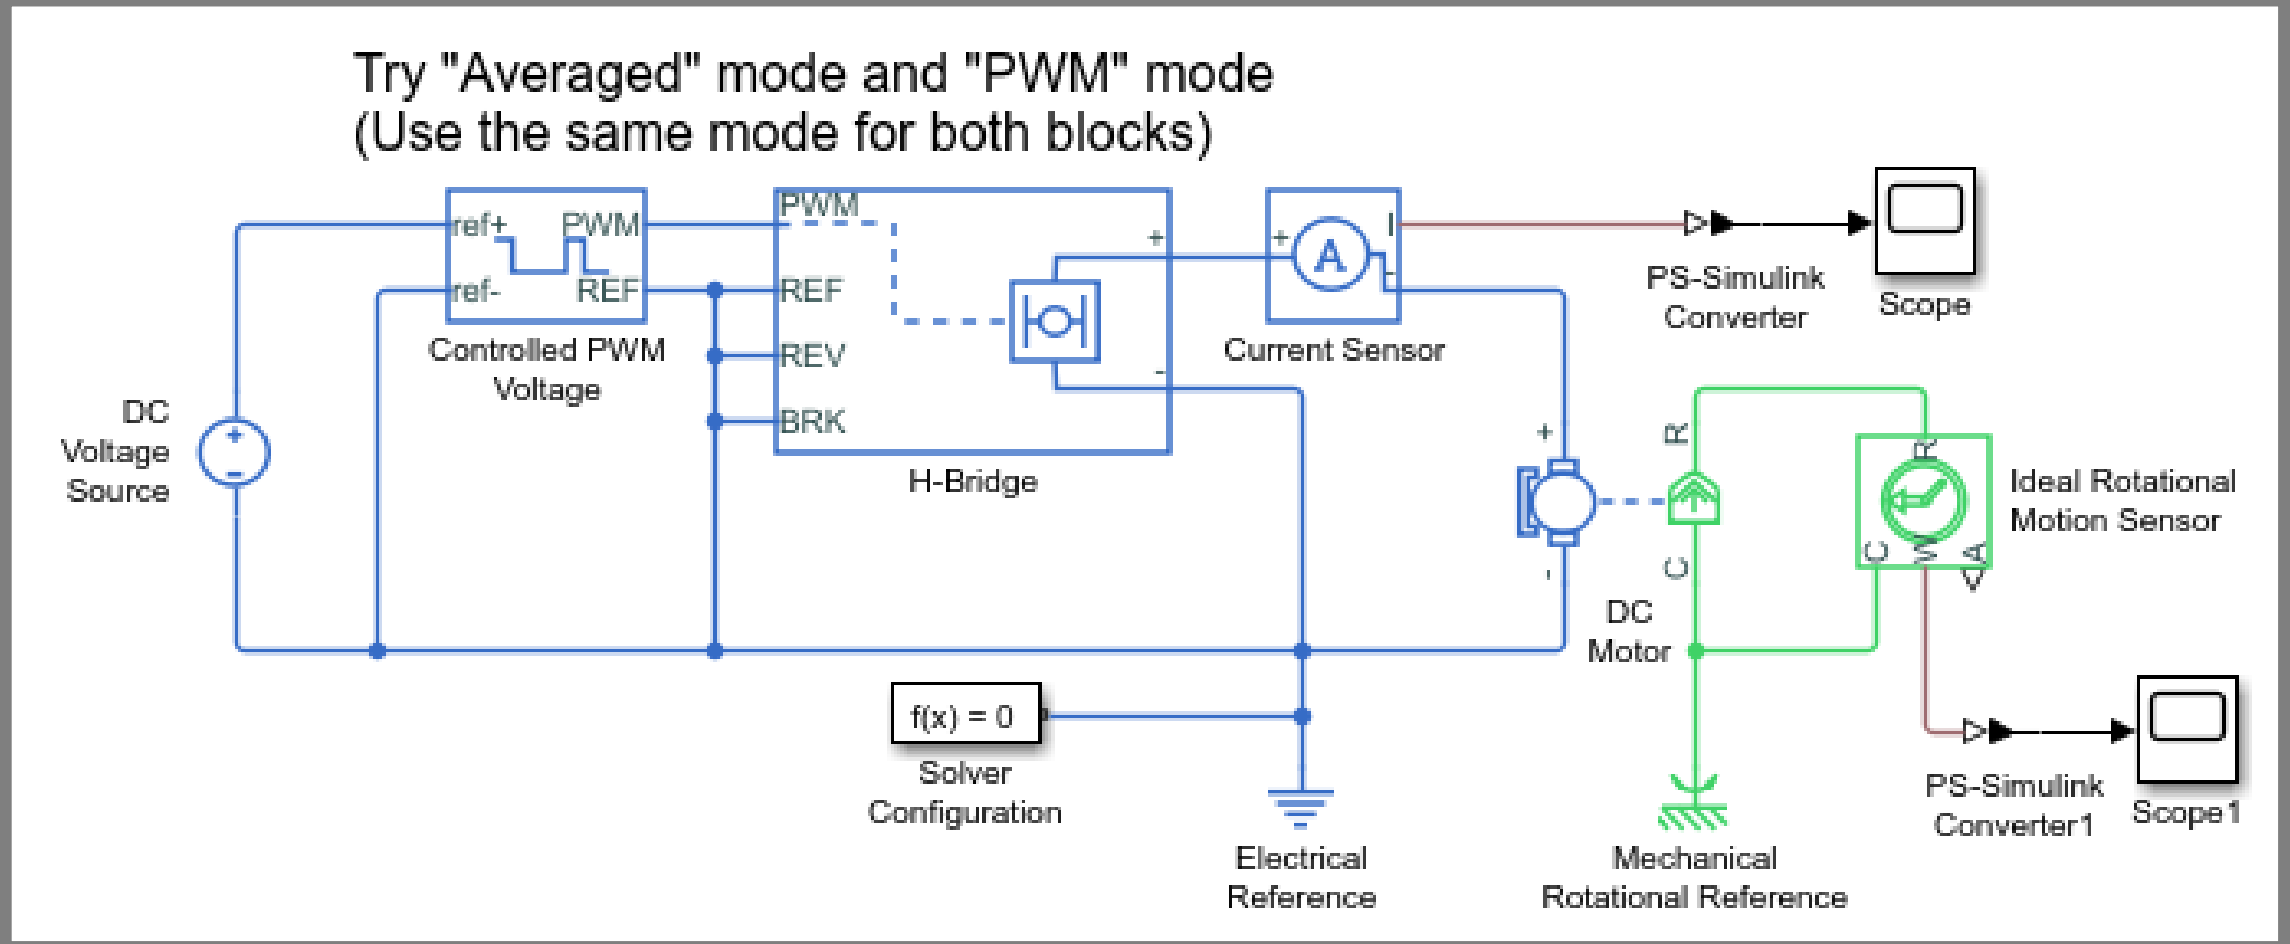 Try "Averaged" mode and "PWM" mode
(Use the same mode for both blocks)
ref+
PWM
ref-
REF
Controlled PWM
Voltage
PWM
REF
REV
BRK
+
-
H-Bridge
+
A
I
-
Current Sensor
PS-Simulink
Converter
Scope
DC
Voltage
Source
+
-
+
-
R
C
DC
Motor
R
C
W
A
Ideal Rotational
Motion Sensor
f(x) = 0
Solver
Configuration
Electrical
Reference
Mechanical
Rotational Reference
PS-Simulink
Converter1
Scope1